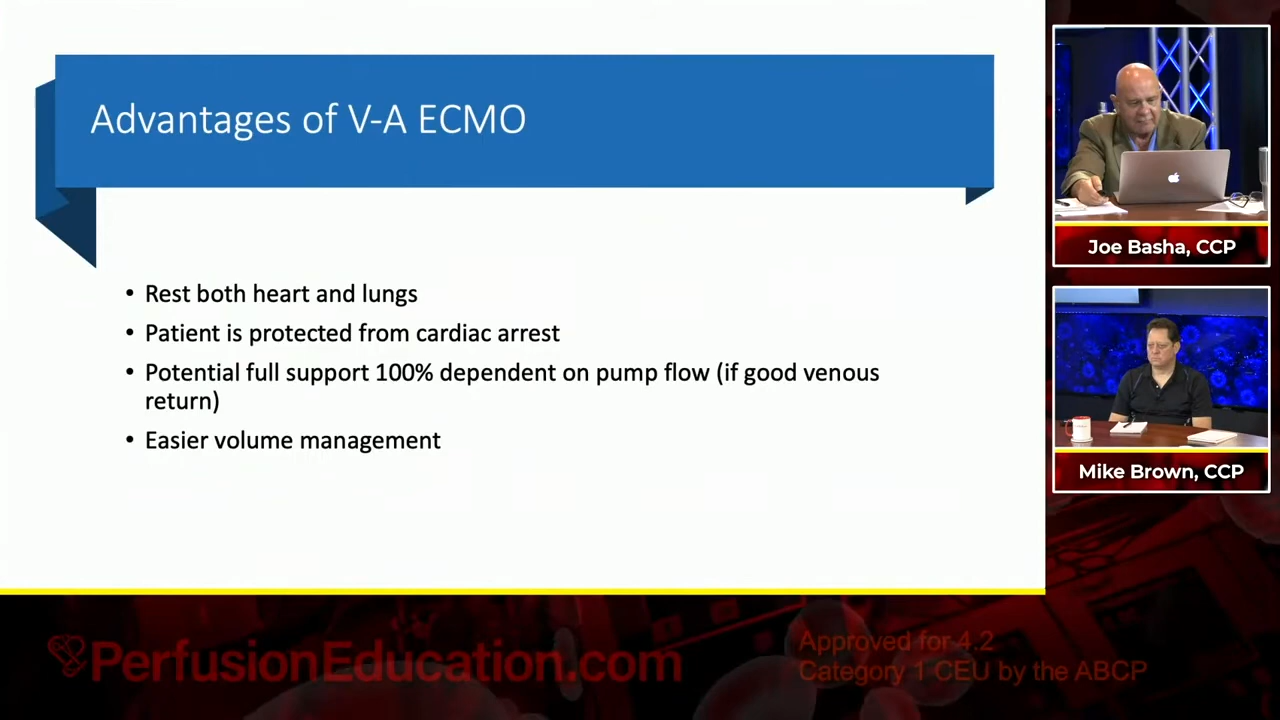 Advantages of V-A ECMO
• Rest both heart and lungs
• Patient is protected from cardiac arrest
• Potential full support 100% dependent on pump flow (if good venous
return)
• Easier volume management
Joe Basha, CCP
Mike Brown, CCP
PerfusionEducation.com
Approved for 4.2
Category 1 CEU by the ABCP